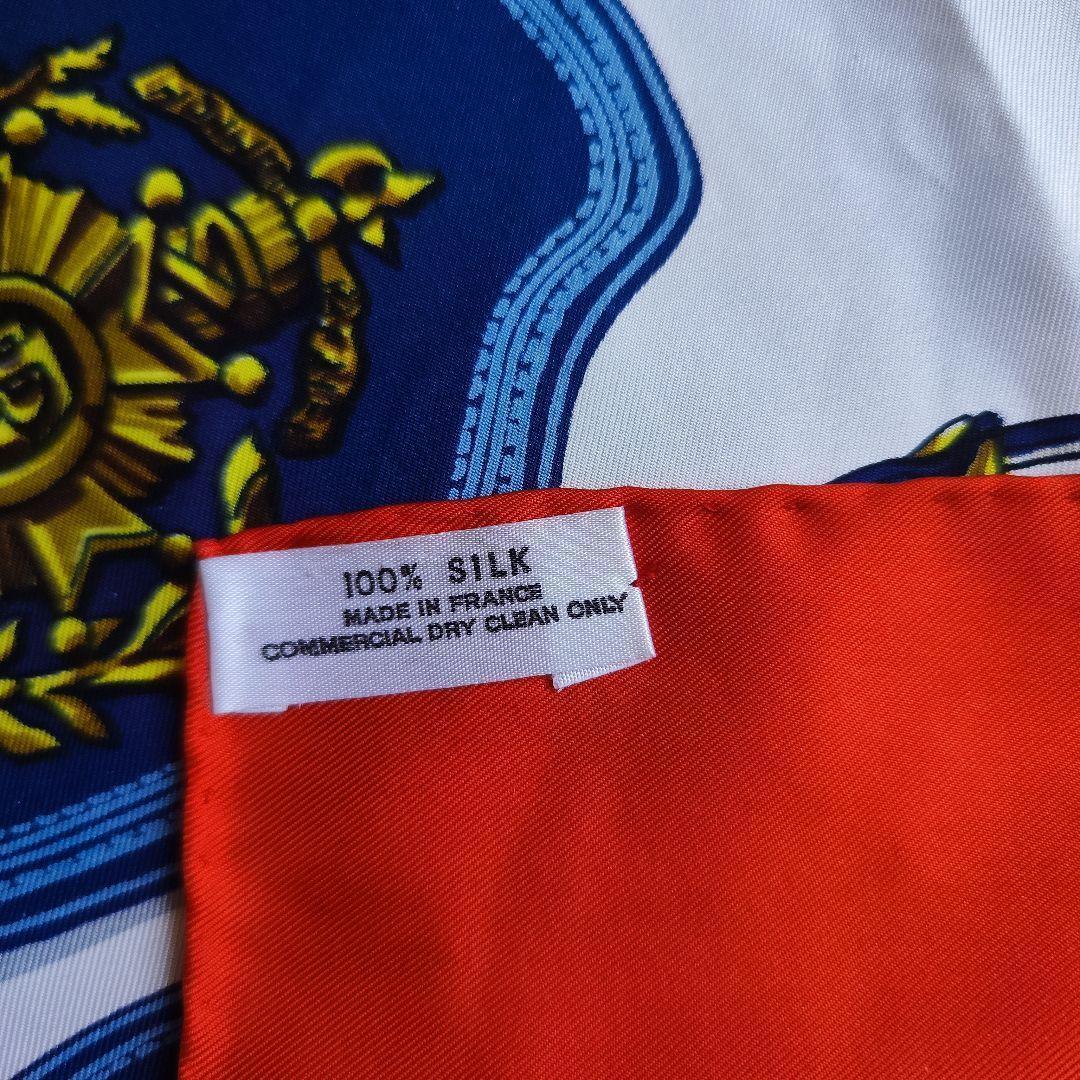 100% SILK
MADE IN FRANCE
COMMERCIAL DRY CLEAN ONLY